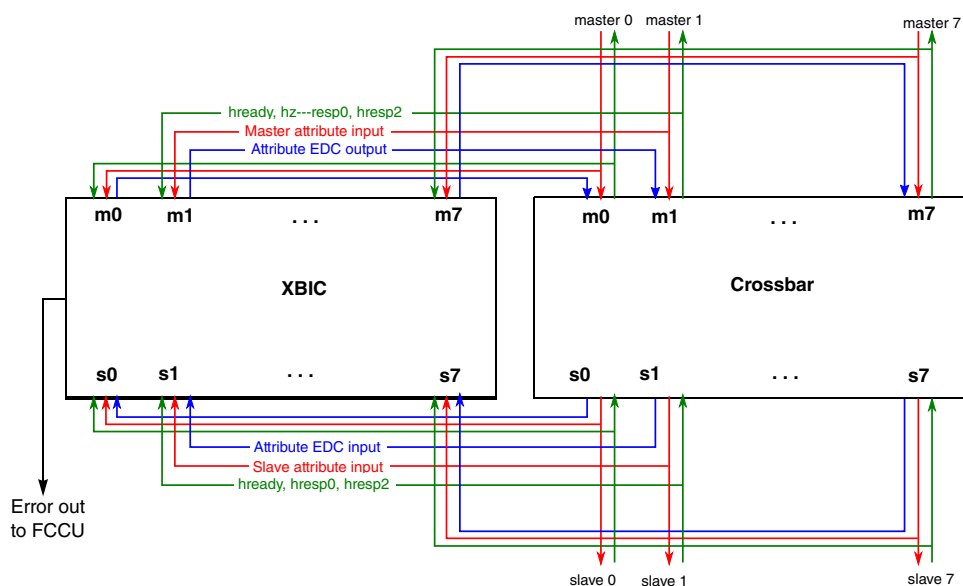 master 0 master 1 master 7
hready, hz---resp0, hresp2
Master attribute input
Attribute EDC output
m0 m1 . . . m7 m0 m1 . . . m7
XBIC Crossbar
s0 s1 . . . s7 s0 s1 . . . s7
Attribute EDC input
Slave attribute input
hready, hresp0, hresp2
Error out
to FCCU
slave 0 slave 1 slave 7